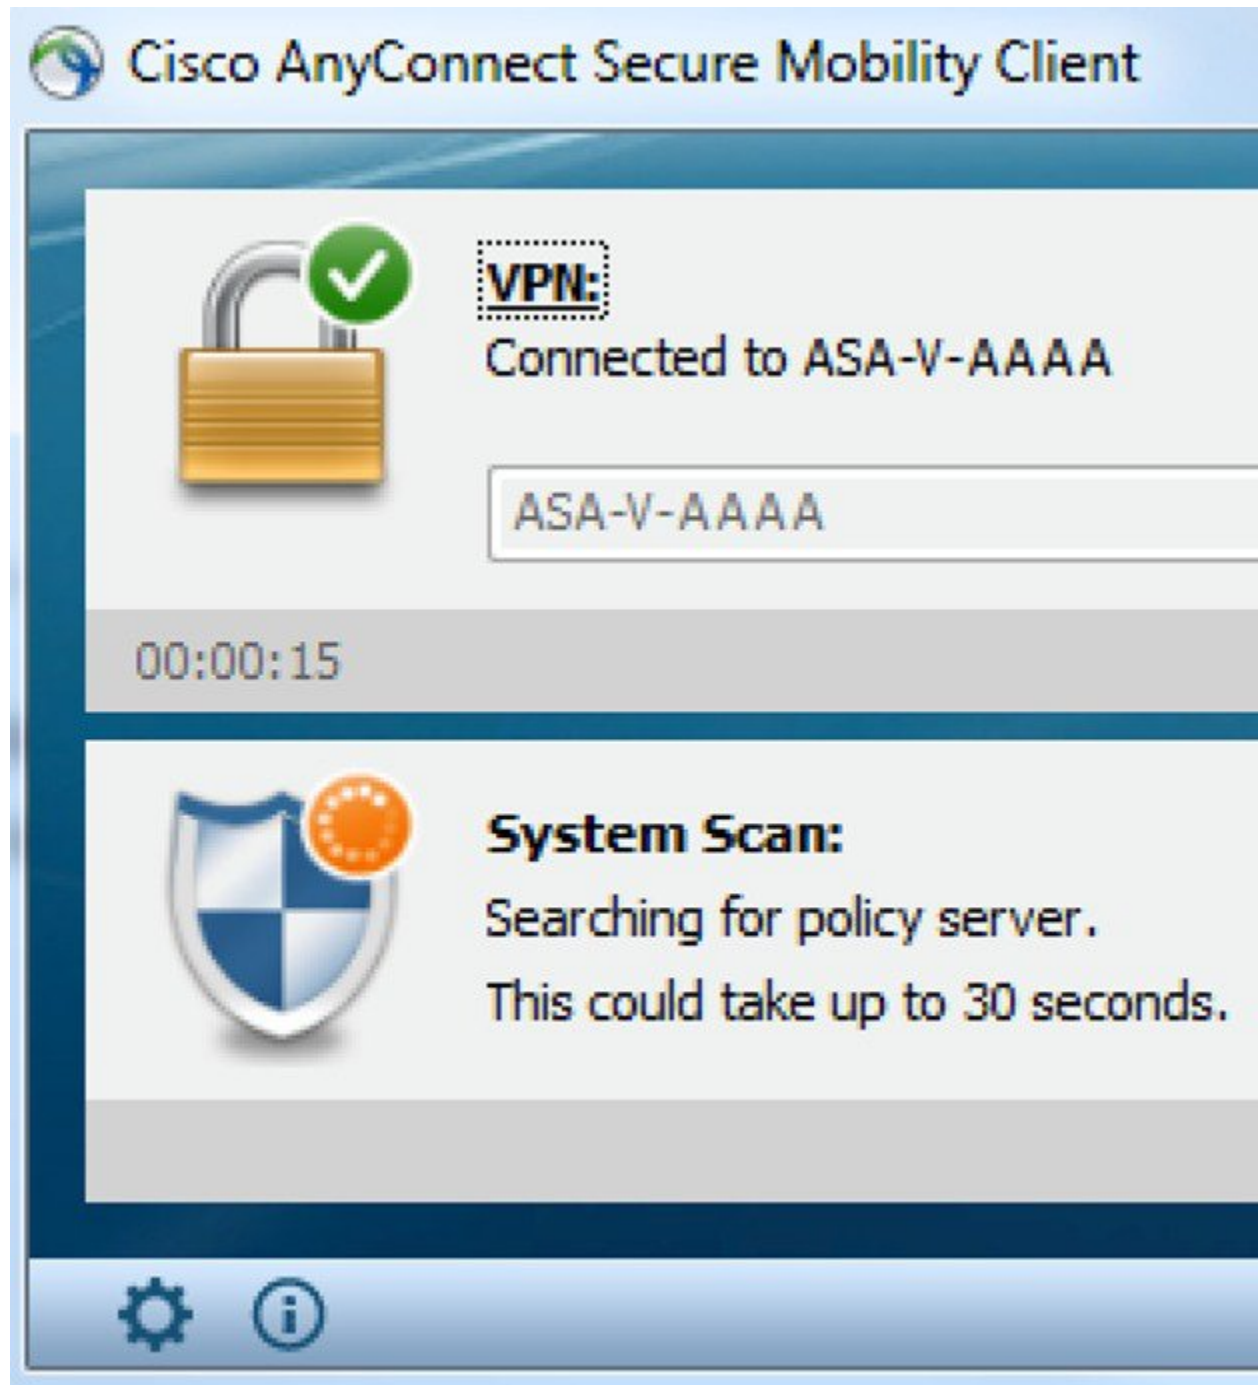 Cisco AnyConnect Secure Mobility Client
VPN:
Connected to ASA-V-AAAA
ASA-V-AAAA
00:00:15
System Scan:
Searching for policy server.
This could take up to 30 seconds.